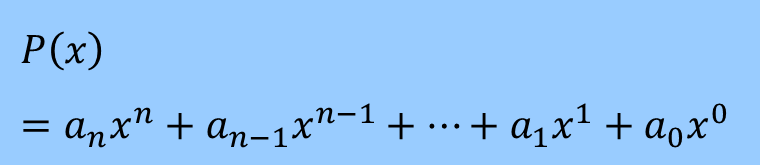 P(x)
= aₙxⁿ + aₙ₋₁xⁿ⁻¹ + ⋯ + a₁x¹ + a₀x⁰